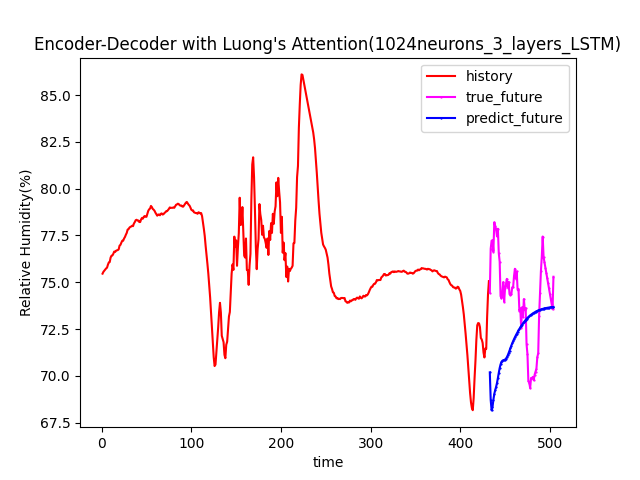 Encoder-Decoder with Luong's Attention(1024neurons_3_layers_LSTM)
history
true_future
predict_future
Relative Humidity(%)
85.0
82.5
80.0
77.5
75.0
72.5
70.0
67.5
0 100 200 300 400 500
time